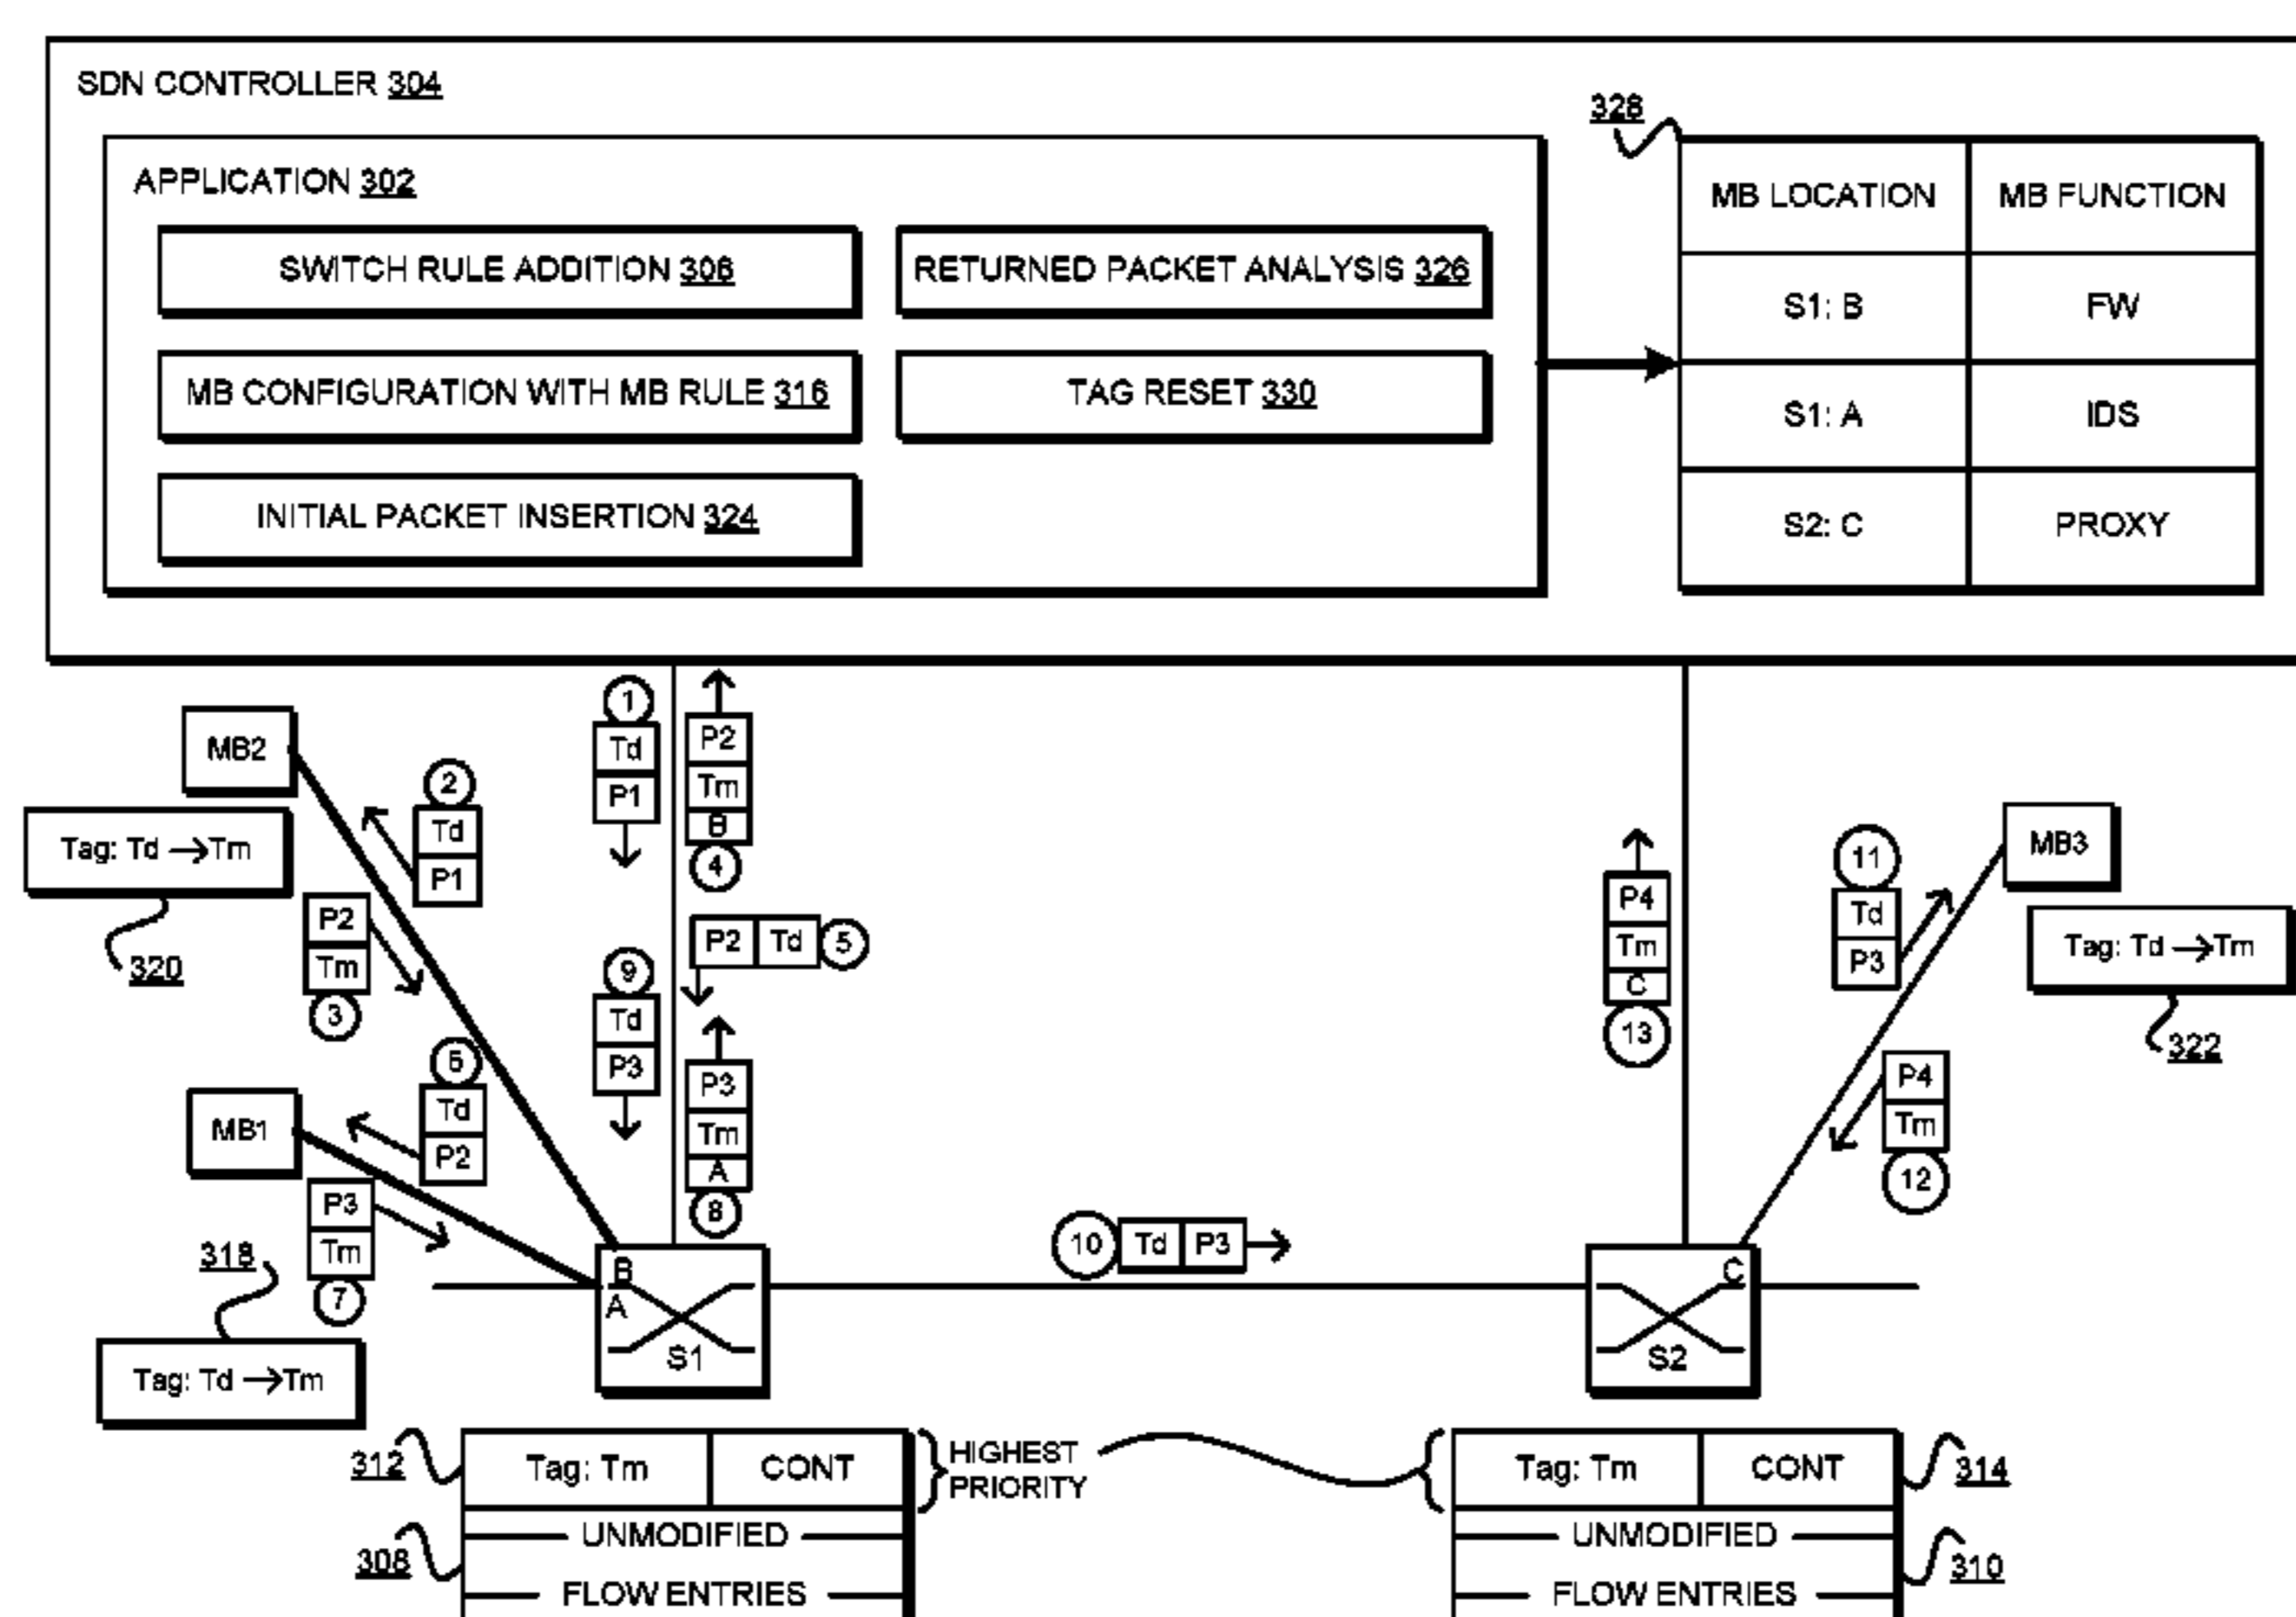 SDN CONTROLLER 304
APPLICATION 302
SWITCH RULE ADDITION 306
RETURNED PACKET ANALYSIS 326
MB CONFIGURATION WITH MB RULE 316
TAG RESET 330
INITIAL PACKET INSERTION 324
328
MB LOCATION MB FUNCTION
S1: B FW
S1: A IDS
S2: C PROXY
1
Td
P1
P2
Tm
B
4
MB2
2
Td
P1
Tag: Td →Tm
320
P2
Tm
3
P2 Td 5
9
Td
P3
P3
Tm
A
8
6
Td
P2
MB1
P3
Tm
7
318
Tag: Td →Tm
B
A
S1
10 Td P3
P4
Tm
C
13
11
Td
P3
MB3
Tag: Td →Tm
322
P4
Tm
12
C
S2
312
Tag: Tm CONT
HIGHEST
PRIORITY
308
UNMODIFIED
FLOW ENTRIES
Tag: Tm CONT
314
UNMODIFIED
310
FLOW ENTRIES